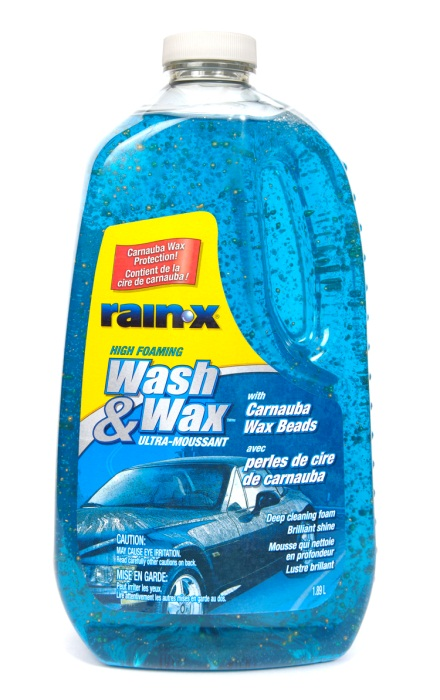 Carnauba Wax
Protection!
Contient de la
cire de carnauba!
rain·x®
HIGH FOAMING
Wash
& Wax™
ULTRA-MOUSSANT
with
Carnauba
Wax Beads
avec
perles de cire
de carnauba
Deep cleaning foam
Brilliant shine
Mousse qui nettoie
en profondeur
Lustre brillant
CAUTION:
MAY CAUSE EYE IRRITATION.
Read carefully other cautions on back.
MISE EN GARDE:
Peut irriter les yeux.
Lire attentivement les autres mises en garde au dos.
1.89 L